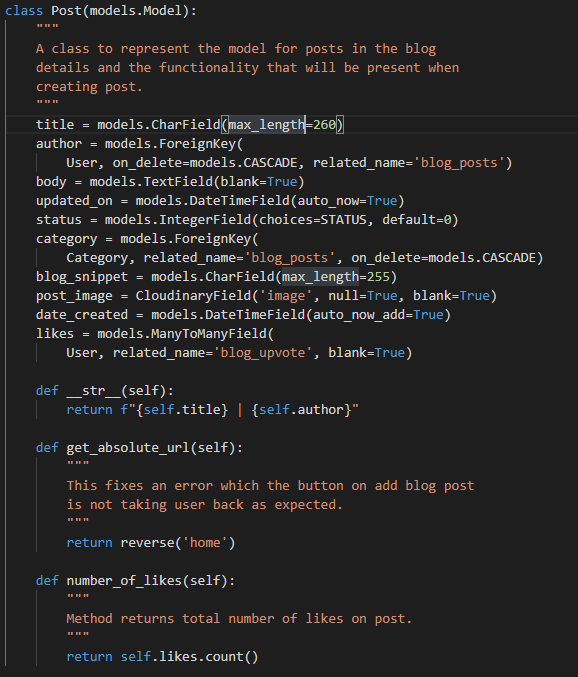 class Post(models.Model):
    """
    A class to represent the model for posts in the blog
    details and the functionality that will be present when
    creating post.
    """
    title = models.CharField(max_length=260)
    author = models.ForeignKey(
        User, on_delete=models.CASCADE, related_name='blog_posts')
    body = models.TextField(blank=True)
    updated_on = models.DateTimeField(auto_now=True)
    status = models.IntegerField(choices=STATUS, default=0)
    category = models.ForeignKey(
        Category, related_name='blog_posts', on_delete=models.CASCADE)
    blog_snippet = models.CharField(max_length=255)
    post_image = CloudinaryField('image', null=True, blank=True)
    date_created = models.DateTimeField(auto_now_add=True)
    likes = models.ManyToManyField(
        User, related_name='blog_upvote', blank=True)

    def __str__(self):
        return f"{self.title} | {self.author}"

    def get_absolute_url(self):
        """
        This fixes an error which the button on add blog post
        is not taking user back as expected.
        """
        return reverse('home')

    def number_of_likes(self):
        """
        Method returns total number of likes on post.
        """
        return self.likes.count()